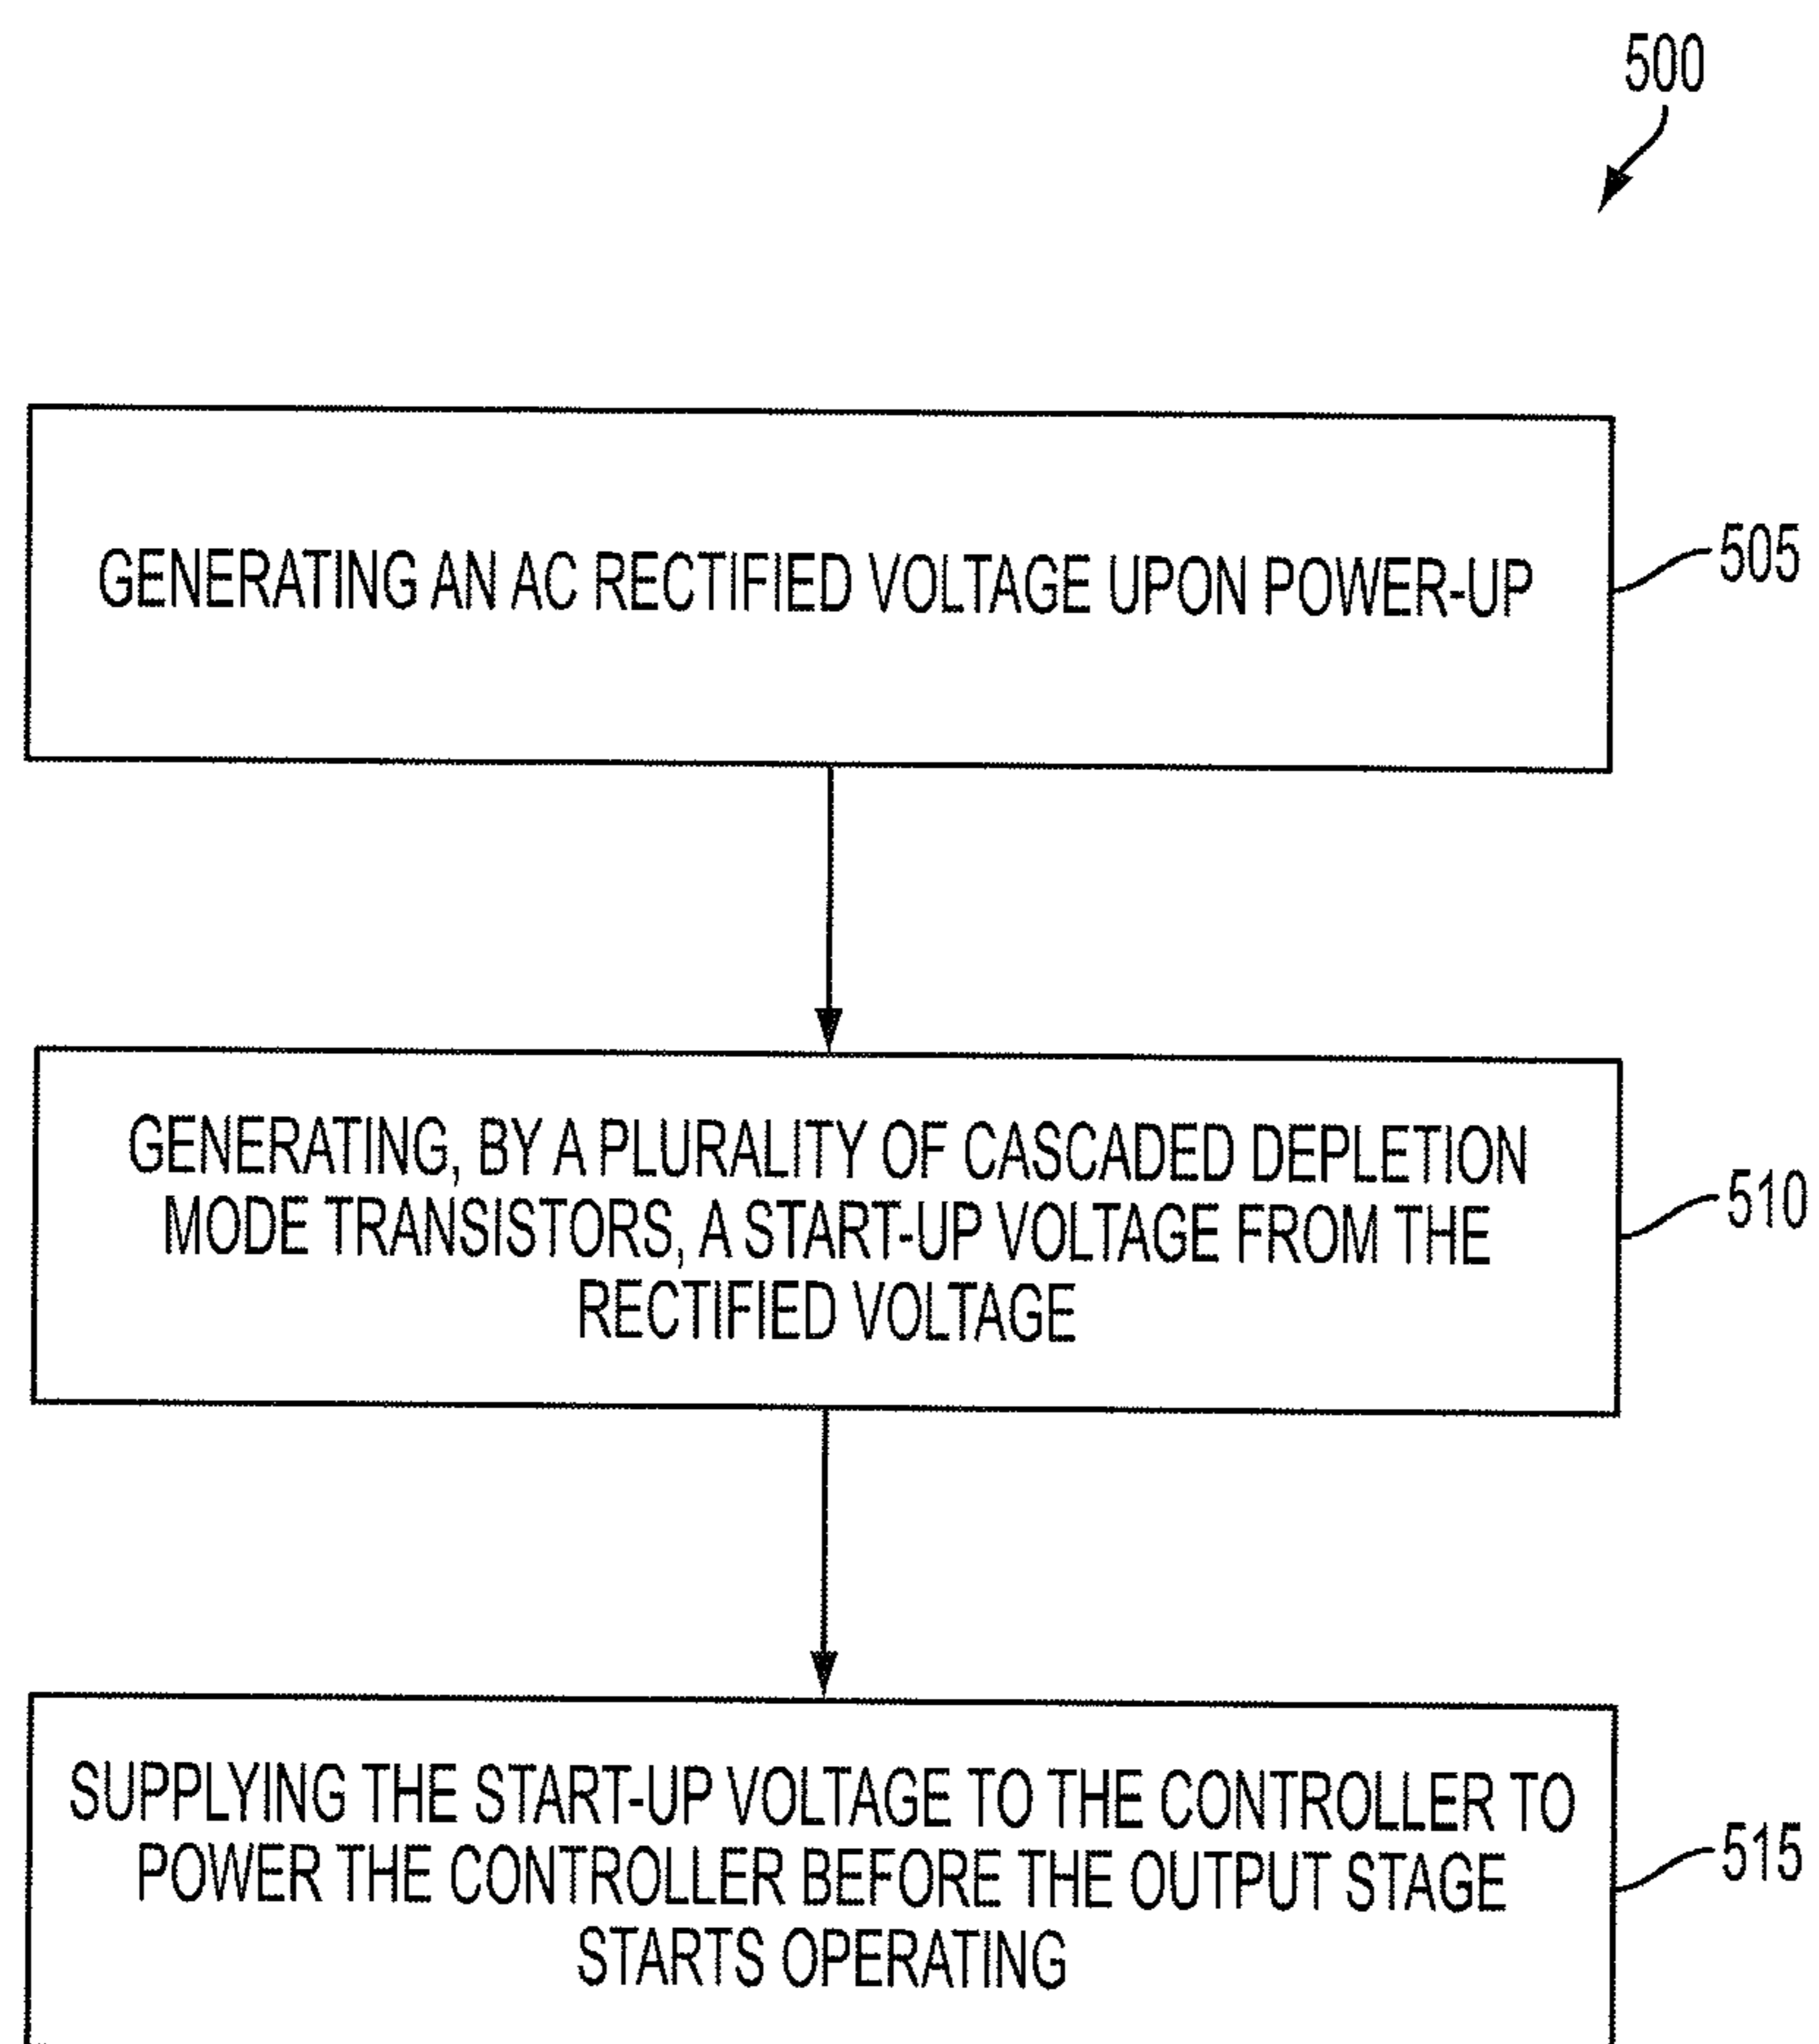 500
GENERATING AN AC RECTIFIED VOLTAGE UPON POWER-UP
505
GENERATING, BY A PLURALITY OF CASCADED DEPLETION
MODE TRANSISTORS, A START-UP VOLTAGE FROM THE
RECTIFIED VOLTAGE
510
SUPPLYING THE START-UP VOLTAGE TO THE CONTROLLER TO
POWER THE CONTROLLER BEFORE THE OUTPUT STAGE
STARTS OPERATING
515